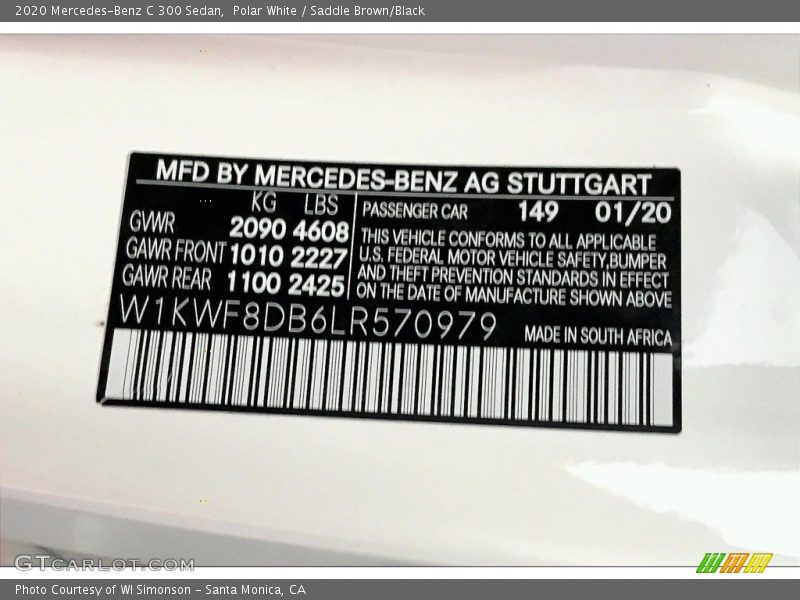 2020 Mercedes-Benz C 300 Sedan, Polar White / Saddle Brown/Black
MFD BY MERCEDES-BENZ AG STUTTGART
KG LBS
GVWR 2090 4608
GAWR FRONT 1010 2227
GAWR REAR 1100 2425
PASSENGER CAR 149 01/20
THIS VEHICLE CONFORMS TO ALL APPLICABLE
U.S. FEDERAL MOTOR VEHICLE SAFETY,BUMPER
AND THEFT PREVENTION STANDARDS IN EFFECT
ON THE DATE OF MANUFACTURE SHOWN ABOVE
W1KWF8DB6LR570979
MADE IN SOUTH AFRICA
GTCARLOT.COM
Photo Courtesy of WI Simonson - Santa Monica, CA